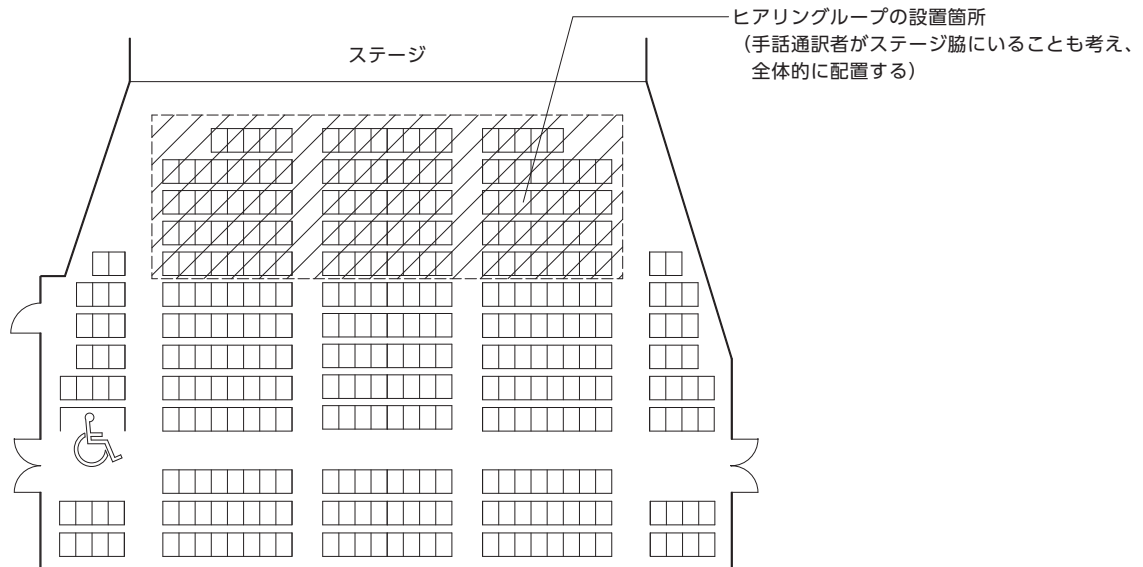 ヒアリングループの設置箇所
（手話通訳者がステージ脇にいることも考え、
全体的に配置する）
ステージ